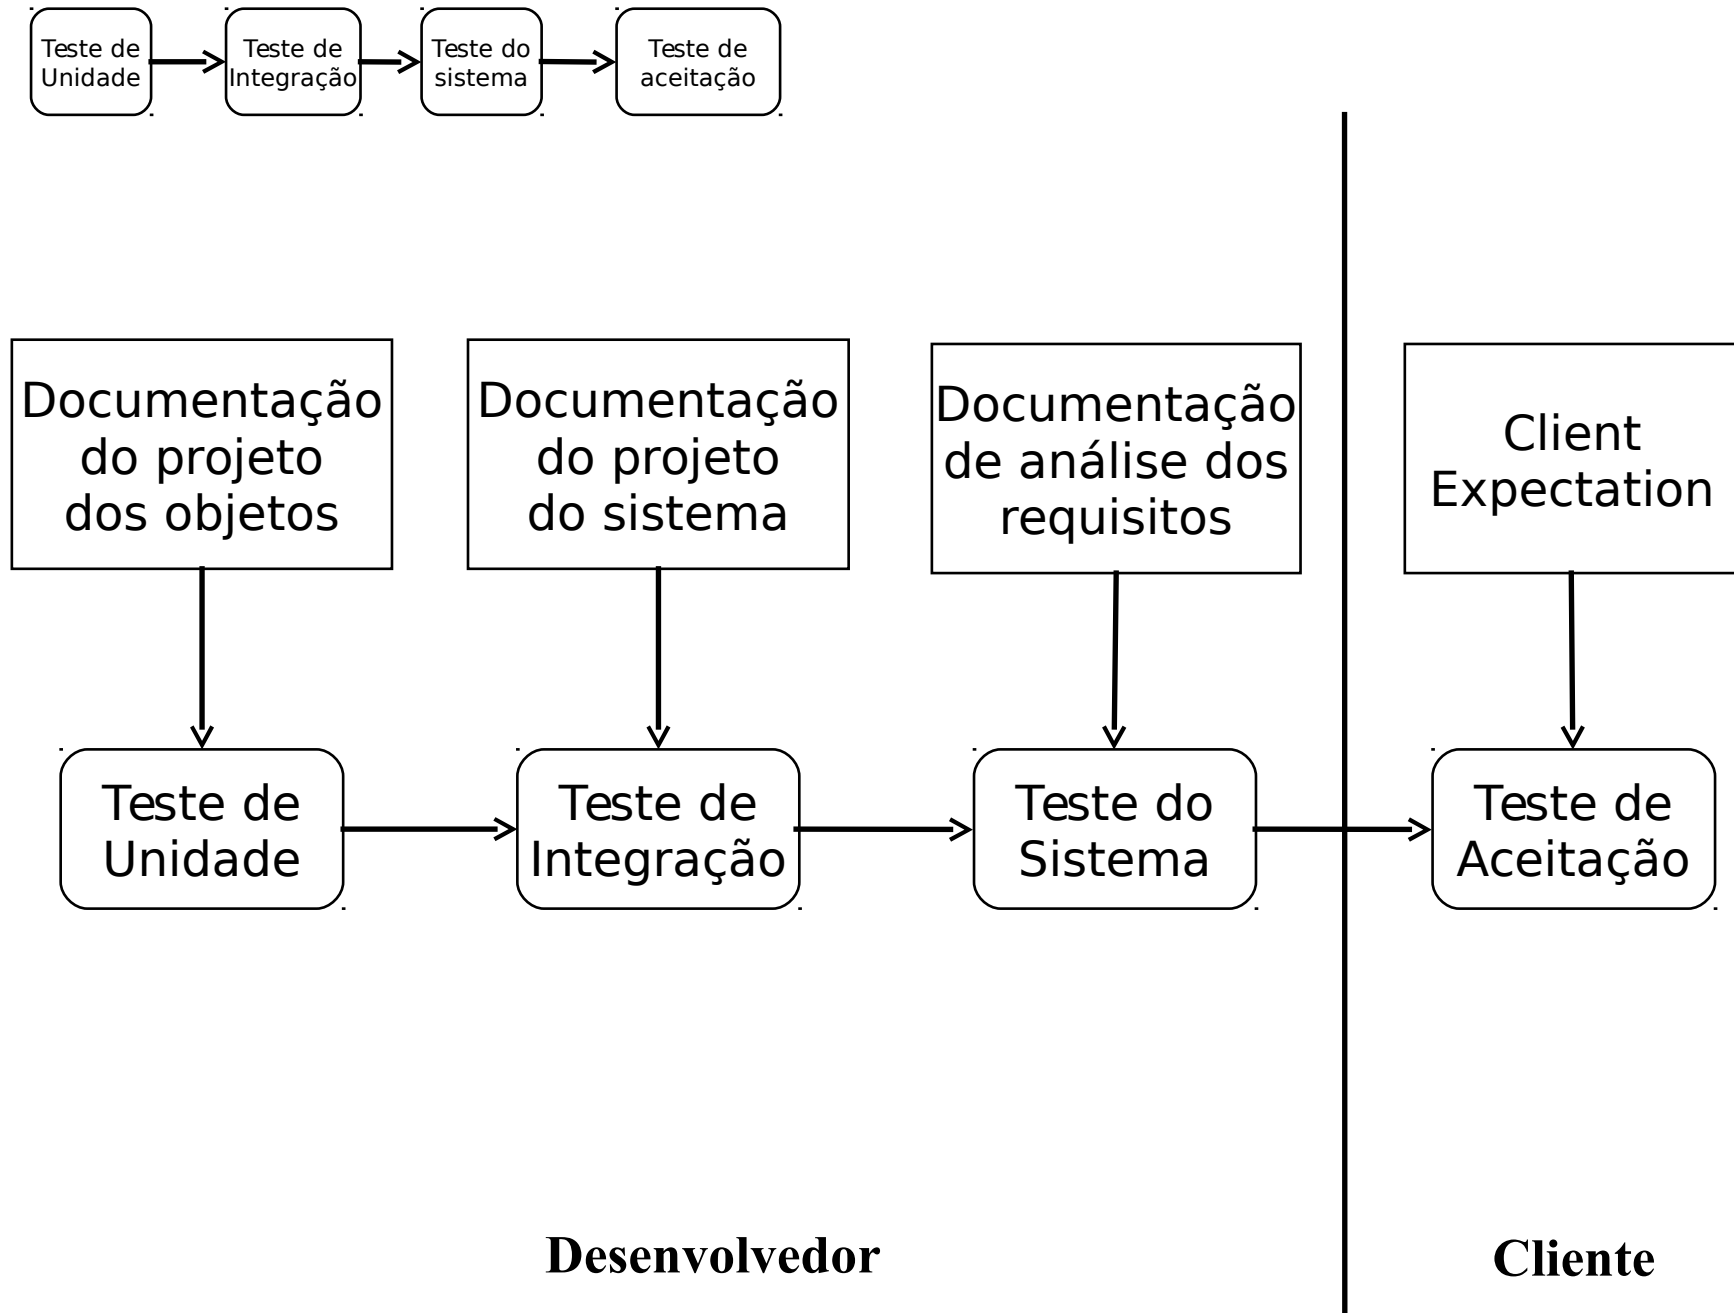 Teste de
Unidade
Teste de
Integração
Teste do
sistema
Teste de
aceitação
Documentação
do projeto
dos objetos
Documentação
do projeto
do sistema
Documentação
de análise dos
requisitos
Client
Expectation
Teste de
Unidade
Teste de
Integração
Teste do
Sistema
Teste de
Aceitação
Desenvolvedor
Cliente